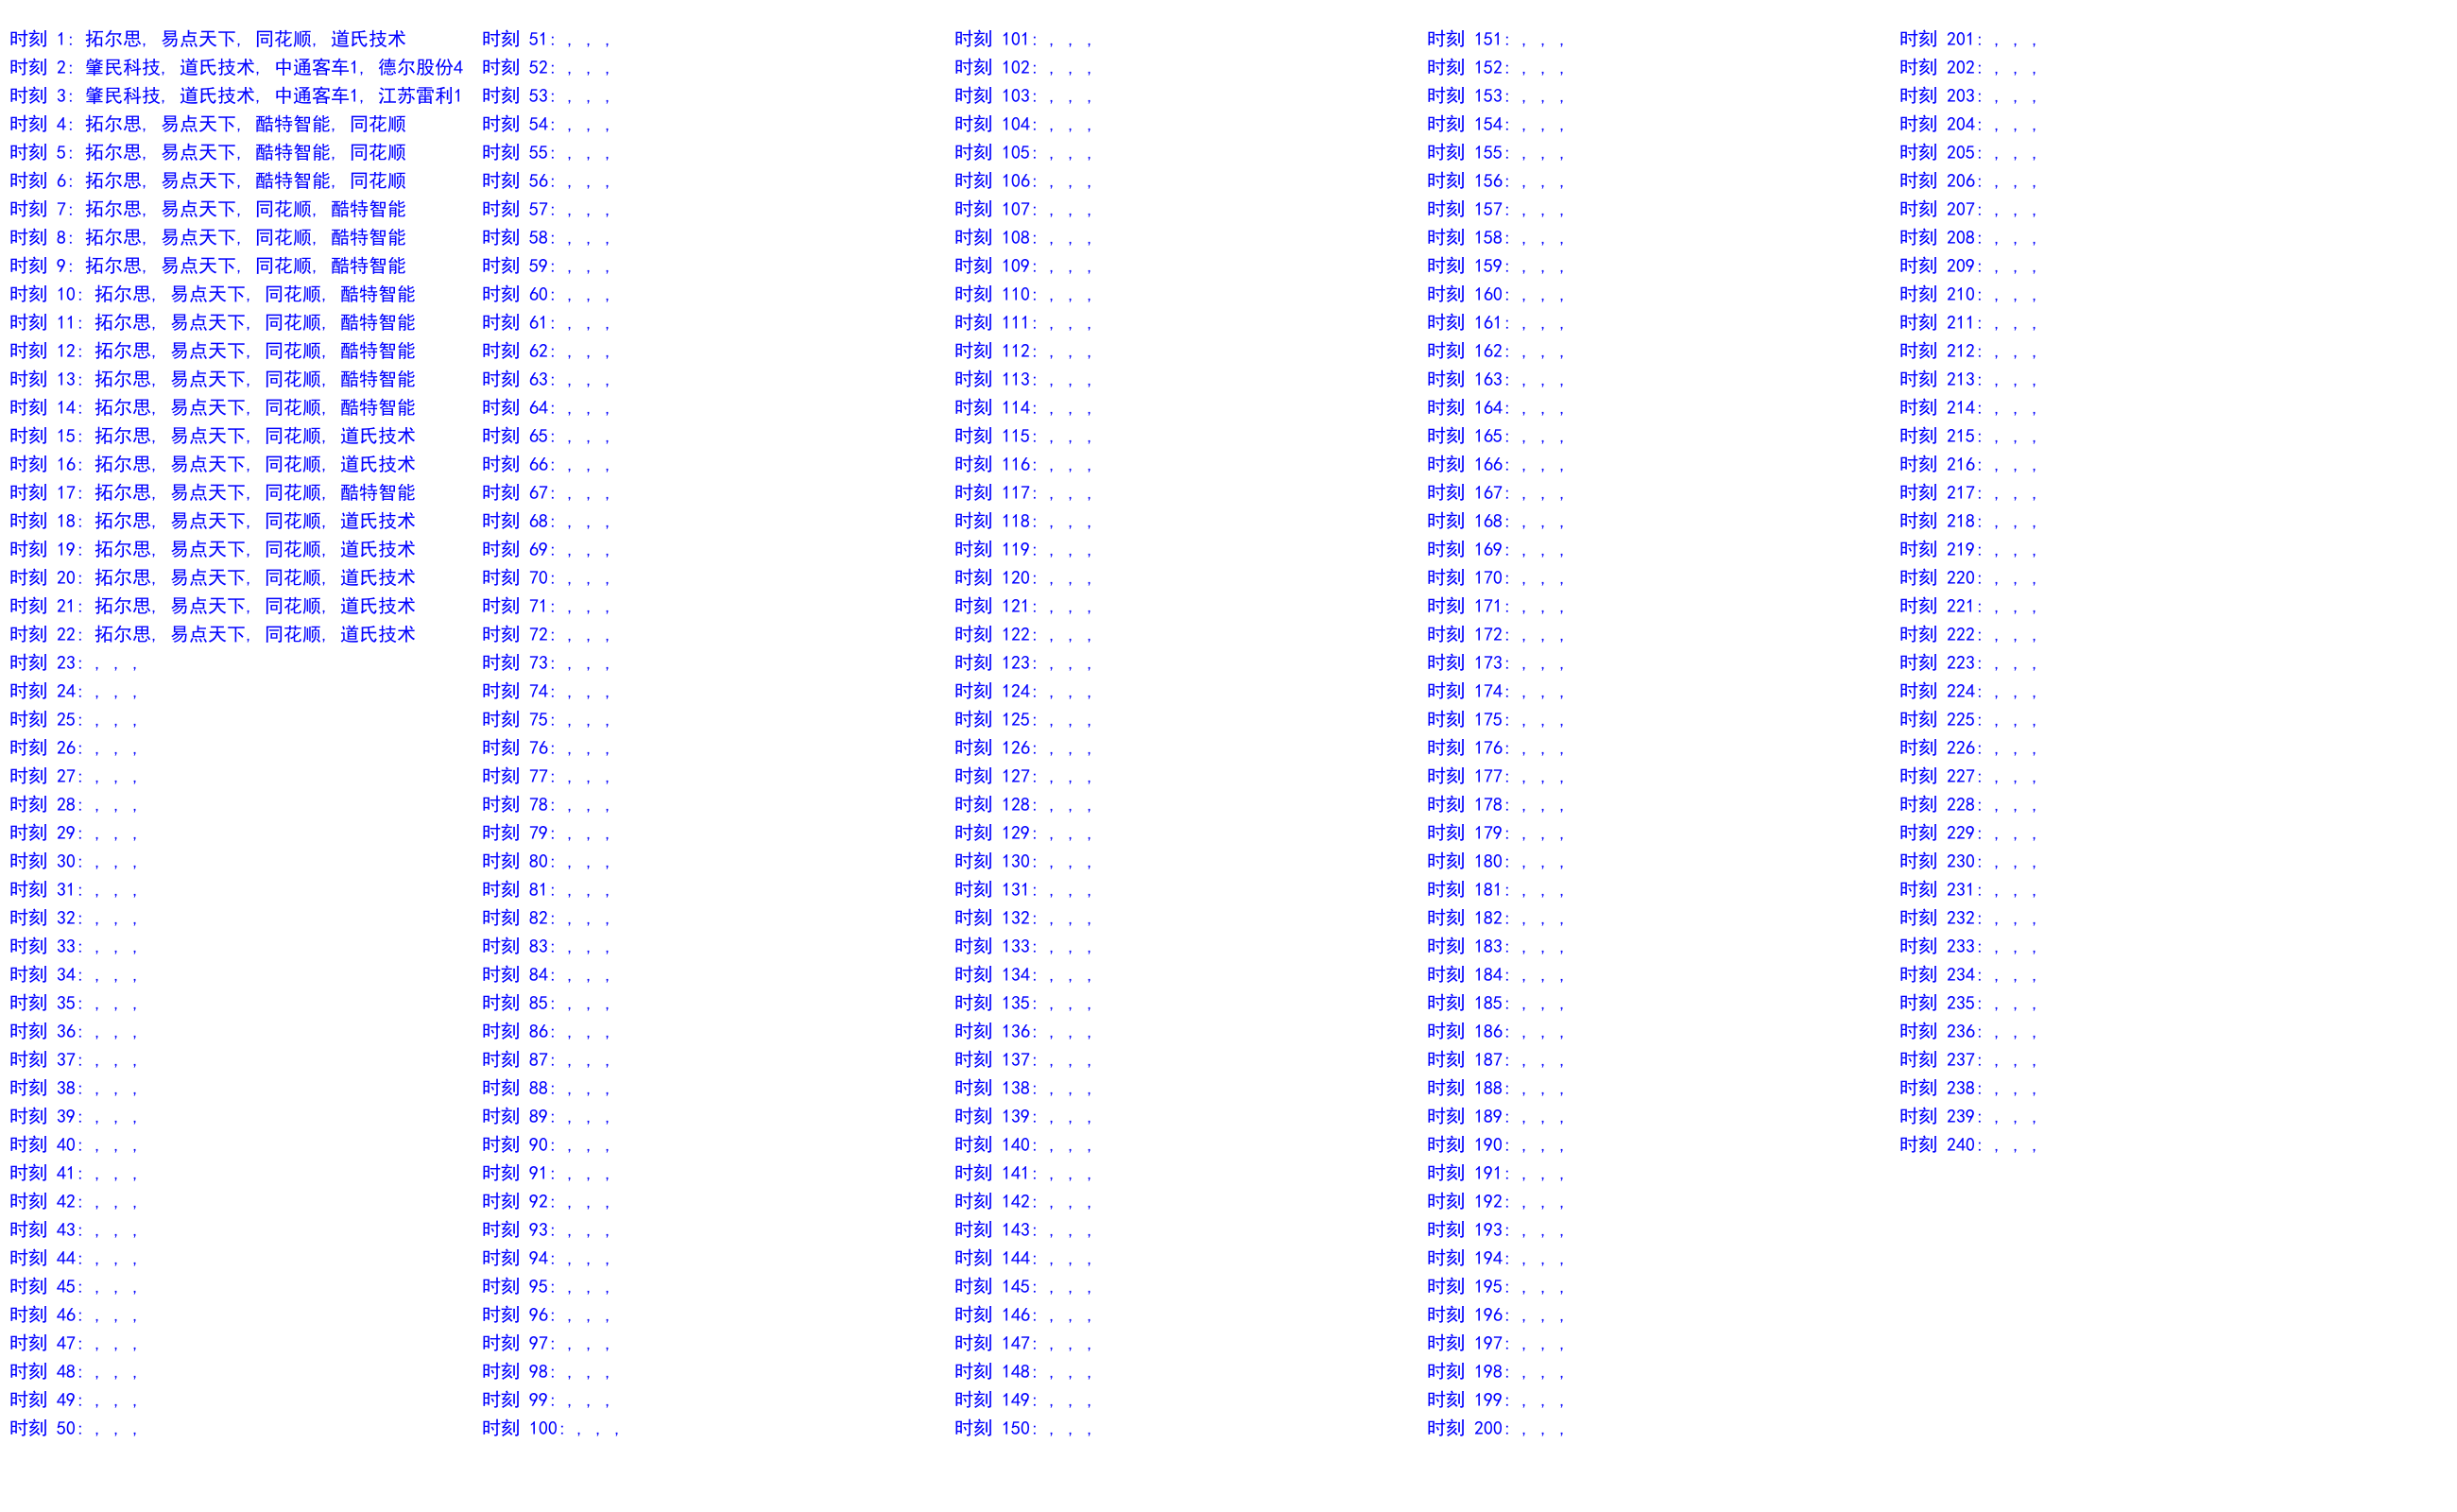 时刻 1: 拓尔思, 易点天下, 同花顺, 道氏技术
时刻 2: 肇民科技, 道氏技术, 中通客车1, 德尔股份4
时刻 3: 肇民科技, 道氏技术, 中通客车1, 江苏雷利1
时刻 4: 拓尔思, 易点天下, 酷特智能, 同花顺
时刻 5: 拓尔思, 易点天下, 酷特智能, 同花顺
时刻 6: 拓尔思, 易点天下, 酷特智能, 同花顺
时刻 7: 拓尔思, 易点天下, 同花顺, 酷特智能
时刻 8: 拓尔思, 易点天下, 同花顺, 酷特智能
时刻 9: 拓尔思, 易点天下, 同花顺, 酷特智能
时刻 10: 拓尔思, 易点天下, 同花顺, 酷特智能
时刻 11: 拓尔思, 易点天下, 同花顺, 酷特智能
时刻 12: 拓尔思, 易点天下, 同花顺, 酷特智能
时刻 13: 拓尔思, 易点天下, 同花顺, 酷特智能
时刻 14: 拓尔思, 易点天下, 同花顺, 酷特智能
时刻 15: 拓尔思, 易点天下, 同花顺, 道氏技术
时刻 16: 拓尔思, 易点天下, 同花顺, 道氏技术
时刻 17: 拓尔思, 易点天下, 同花顺, 酷特智能
时刻 18: 拓尔思, 易点天下, 同花顺, 道氏技术
时刻 19: 拓尔思, 易点天下, 同花顺, 道氏技术
时刻 20: 拓尔思, 易点天下, 同花顺, 道氏技术
时刻 21: 拓尔思, 易点天下, 同花顺, 道氏技术
时刻 22: 拓尔思, 易点天下, 同花顺, 道氏技术
时刻 23: , , ,
时刻 24: , , ,
时刻 25: , , ,
时刻 26: , , ,
时刻 27: , , ,
时刻 28: , , ,
时刻 29: , , ,
时刻 30: , , ,
时刻 31: , , ,
时刻 32: , , ,
时刻 33: , , ,
时刻 34: , , ,
时刻 35: , , ,
时刻 36: , , ,
时刻 37: , , ,
时刻 38: , , ,
时刻 39: , , ,
时刻 40: , , ,
时刻 41: , , ,
时刻 42: , , ,
时刻 43: , , ,
时刻 44: , , ,
时刻 45: , , ,
时刻 46: , , ,
时刻 47: , , ,
时刻 48: , , ,
时刻 49: , , ,
时刻 50: , , ,
时刻 51: , , ,
时刻 52: , , ,
时刻 53: , , ,
时刻 54: , , ,
时刻 55: , , ,
时刻 56: , , ,
时刻 57: , , ,
时刻 58: , , ,
时刻 59: , , ,
时刻 60: , , ,
时刻 61: , , ,
时刻 62: , , ,
时刻 63: , , ,
时刻 64: , , ,
时刻 65: , , ,
时刻 66: , , ,
时刻 67: , , ,
时刻 68: , , ,
时刻 69: , , ,
时刻 70: , , ,
时刻 71: , , ,
时刻 72: , , ,
时刻 73: , , ,
时刻 74: , , ,
时刻 75: , , ,
时刻 76: , , ,
时刻 77: , , ,
时刻 78: , , ,
时刻 79: , , ,
时刻 80: , , ,
时刻 81: , , ,
时刻 82: , , ,
时刻 83: , , ,
时刻 84: , , ,
时刻 85: , , ,
时刻 86: , , ,
时刻 87: , , ,
时刻 88: , , ,
时刻 89: , , ,
时刻 90: , , ,
时刻 91: , , ,
时刻 92: , , ,
时刻 93: , , ,
时刻 94: , , ,
时刻 95: , , ,
时刻 96: , , ,
时刻 97: , , ,
时刻 98: , , ,
时刻 99: , , ,
时刻 100: , , ,
时刻 101: , , ,
时刻 102: , , ,
时刻 103: , , ,
时刻 104: , , ,
时刻 105: , , ,
时刻 106: , , ,
时刻 107: , , ,
时刻 108: , , ,
时刻 109: , , ,
时刻 110: , , ,
时刻 111: , , ,
时刻 112: , , ,
时刻 113: , , ,
时刻 114: , , ,
时刻 115: , , ,
时刻 116: , , ,
时刻 117: , , ,
时刻 118: , , ,
时刻 119: , , ,
时刻 120: , , ,
时刻 121: , , ,
时刻 122: , , ,
时刻 123: , , ,
时刻 124: , , ,
时刻 125: , , ,
时刻 126: , , ,
时刻 127: , , ,
时刻 128: , , ,
时刻 129: , , ,
时刻 130: , , ,
时刻 131: , , ,
时刻 132: , , ,
时刻 133: , , ,
时刻 134: , , ,
时刻 135: , , ,
时刻 136: , , ,
时刻 137: , , ,
时刻 138: , , ,
时刻 139: , , ,
时刻 140: , , ,
时刻 141: , , ,
时刻 142: , , ,
时刻 143: , , ,
时刻 144: , , ,
时刻 145: , , ,
时刻 146: , , ,
时刻 147: , , ,
时刻 148: , , ,
时刻 149: , , ,
时刻 150: , , ,
时刻 151: , , ,
时刻 152: , , ,
时刻 153: , , ,
时刻 154: , , ,
时刻 155: , , ,
时刻 156: , , ,
时刻 157: , , ,
时刻 158: , , ,
时刻 159: , , ,
时刻 160: , , ,
时刻 161: , , ,
时刻 162: , , ,
时刻 163: , , ,
时刻 164: , , ,
时刻 165: , , ,
时刻 166: , , ,
时刻 167: , , ,
时刻 168: , , ,
时刻 169: , , ,
时刻 170: , , ,
时刻 171: , , ,
时刻 172: , , ,
时刻 173: , , ,
时刻 174: , , ,
时刻 175: , , ,
时刻 176: , , ,
时刻 177: , , ,
时刻 178: , , ,
时刻 179: , , ,
时刻 180: , , ,
时刻 181: , , ,
时刻 182: , , ,
时刻 183: , , ,
时刻 184: , , ,
时刻 185: , , ,
时刻 186: , , ,
时刻 187: , , ,
时刻 188: , , ,
时刻 189: , , ,
时刻 190: , , ,
时刻 191: , , ,
时刻 192: , , ,
时刻 193: , , ,
时刻 194: , , ,
时刻 195: , , ,
时刻 196: , , ,
时刻 197: , , ,
时刻 198: , , ,
时刻 199: , , ,
时刻 200: , , ,
时刻 201: , , ,
时刻 202: , , ,
时刻 203: , , ,
时刻 204: , , ,
时刻 205: , , ,
时刻 206: , , ,
时刻 207: , , ,
时刻 208: , , ,
时刻 209: , , ,
时刻 210: , , ,
时刻 211: , , ,
时刻 212: , , ,
时刻 213: , , ,
时刻 214: , , ,
时刻 215: , , ,
时刻 216: , , ,
时刻 217: , , ,
时刻 218: , , ,
时刻 219: , , ,
时刻 220: , , ,
时刻 221: , , ,
时刻 222: , , ,
时刻 223: , , ,
时刻 224: , , ,
时刻 225: , , ,
时刻 226: , , ,
时刻 227: , , ,
时刻 228: , , ,
时刻 229: , , ,
时刻 230: , , ,
时刻 231: , , ,
时刻 232: , , ,
时刻 233: , , ,
时刻 234: , , ,
时刻 235: , , ,
时刻 236: , , ,
时刻 237: , , ,
时刻 238: , , ,
时刻 239: , , ,
时刻 240: , , ,